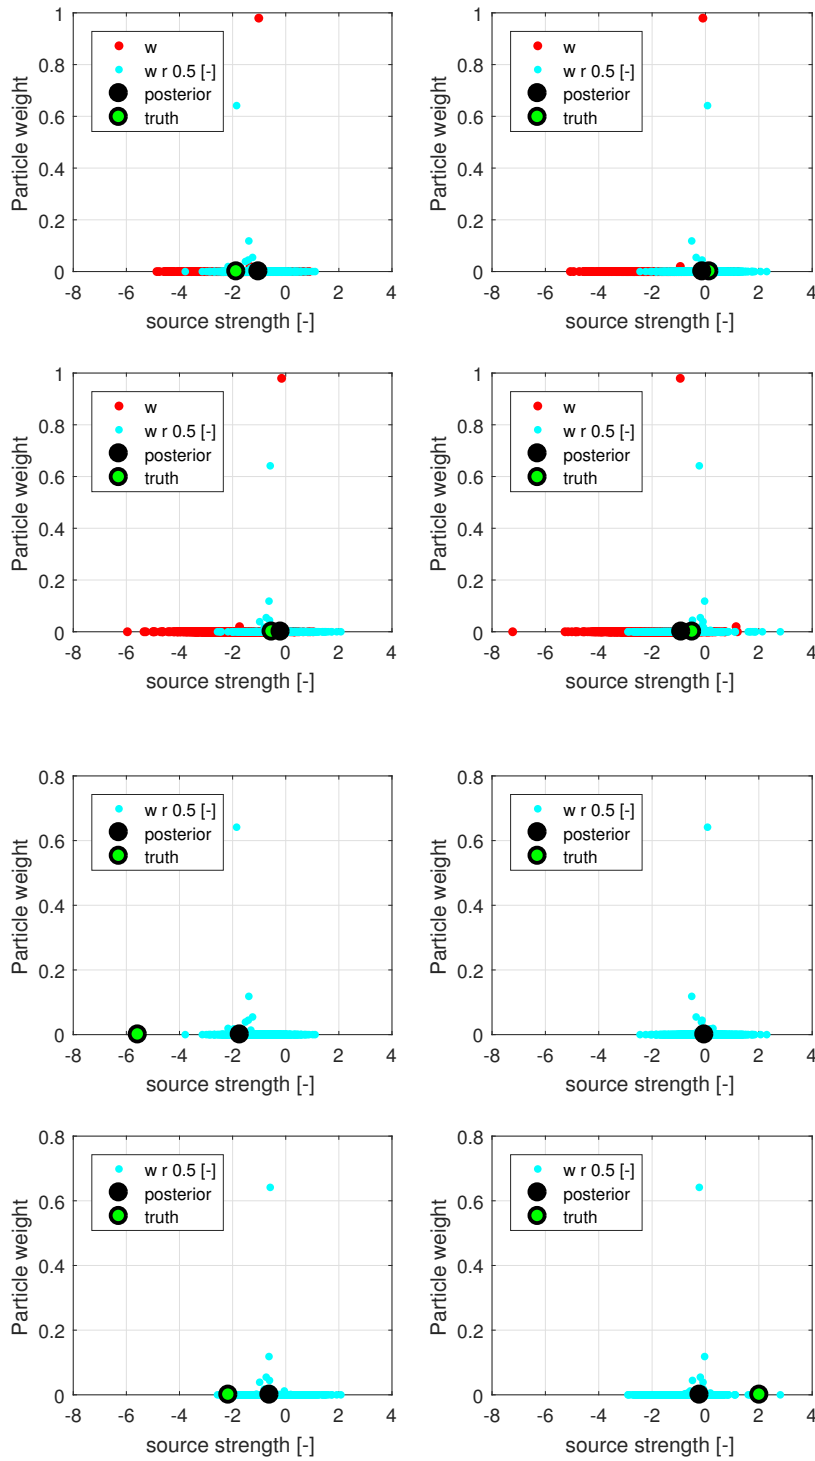 1
0.8
0.6
0.4
0.2
0
Particle weight
w
w r 0.5 [-]
posterior
truth
-8 -6 -4 -2 0 2 4
source strength [-]
1
0.8
0.6
0.4
0.2
0
Particle weight
w
w r 0.5 [-]
posterior
truth
-8 -6 -4 -2 0 2 4
source strength [-]
1
0.8
0.6
0.4
0.2
0
Particle weight
w
w r 0.5 [-]
posterior
truth
-8 -6 -4 -2 0 2 4
source strength [-]
1
0.8
0.6
0.4
0.2
0
Particle weight
w
w r 0.5 [-]
posterior
truth
-8 -6 -4 -2 0 2 4
source strength [-]
0.8
0.6
0.4
0.2
0
Particle weight
w r 0.5 [-]
posterior
truth
-8 -6 -4 -2 0 2 4
source strength [-]
0.8
0.6
0.4
0.2
0
Particle weight
w r 0.5 [-]
posterior
truth
-8 -6 -4 -2 0 2 4
source strength [-]
0.8
0.6
0.4
0.2
0
Particle weight
w r 0.5 [-]
posterior
truth
-8 -6 -4 -2 0 2 4
source strength [-]
0.8
0.6
0.4
0.2
0
Particle weight
w r 0.5 [-]
posterior
truth
-8 -6 -4 -2 0 2 4
source strength [-]